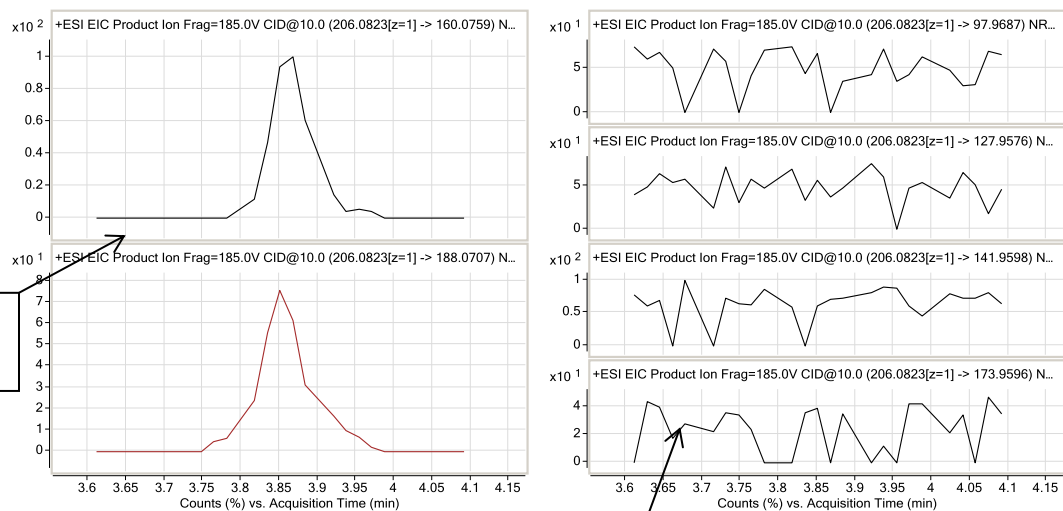 +ESI EIC Product Ion Frag=185.0V CID@10.0 (206.0823[z=1] -> 160.0759) N...
x10 2
1
0.8
0.6
0.4
0.2
0
+ESI EIC Product Ion Frag=185.0V CID@10.0 (206.0823[z=1] -> 188.0707) N...
x10 1
8
7
6
5
4
3
2
1
0
3.6 3.65 3.7 3.75 3.8 3.85 3.9 3.95 4 4.05 4.1 4.15
Counts (%) vs. Acquisition Time (min)
+ESI EIC Product Ion Frag=185.0V CID@10.0 (206.0823[z=1] -> 97.9687) NR...
x10 1
5
0
+ESI EIC Product Ion Frag=185.0V CID@10.0 (206.0823[z=1] -> 127.9576) N...
x10 1
5
0
+ESI EIC Product Ion Frag=185.0V CID@10.0 (206.0823[z=1] -> 141.9598) N...
x10 2
1
0.5
0
+ESI EIC Product Ion Frag=185.0V CID@10.0 (206.0823[z=1] -> 173.9596) N...
x10 1
4
2
0
3.6 3.65 3.7 3.75 3.8 3.85 3.9 3.95 4 4.05 4.1 4.15
Counts (%) vs. Acquisition Time (min)